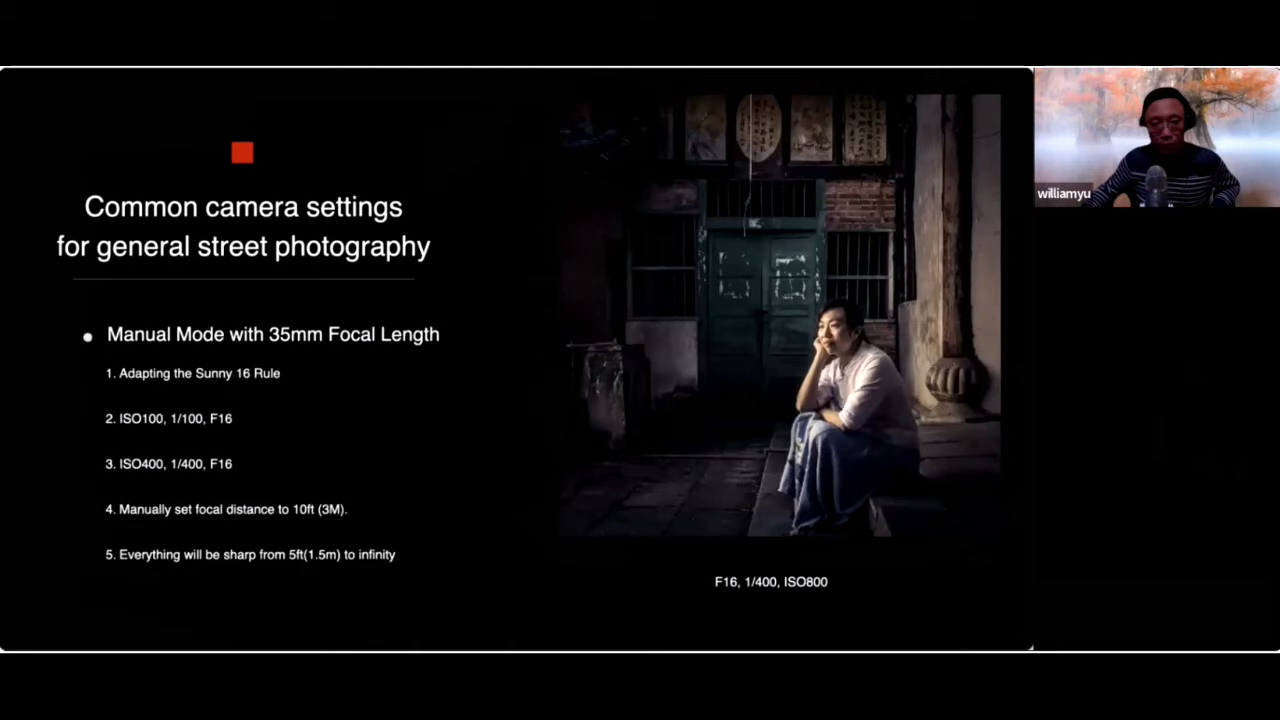 Common camera settings
for general street photography
● Manual Mode with 35mm Focal Length
1. Adapting the Sunny 16 Rule
2. ISO100, 1/100, F16
3. ISO400, 1/400, F16
4. Manually set focal distance to 10ft (3M).
5. Everything will be sharp from 5ft(1.5m) to infinity
F16, 1/400, ISO800
williamyu